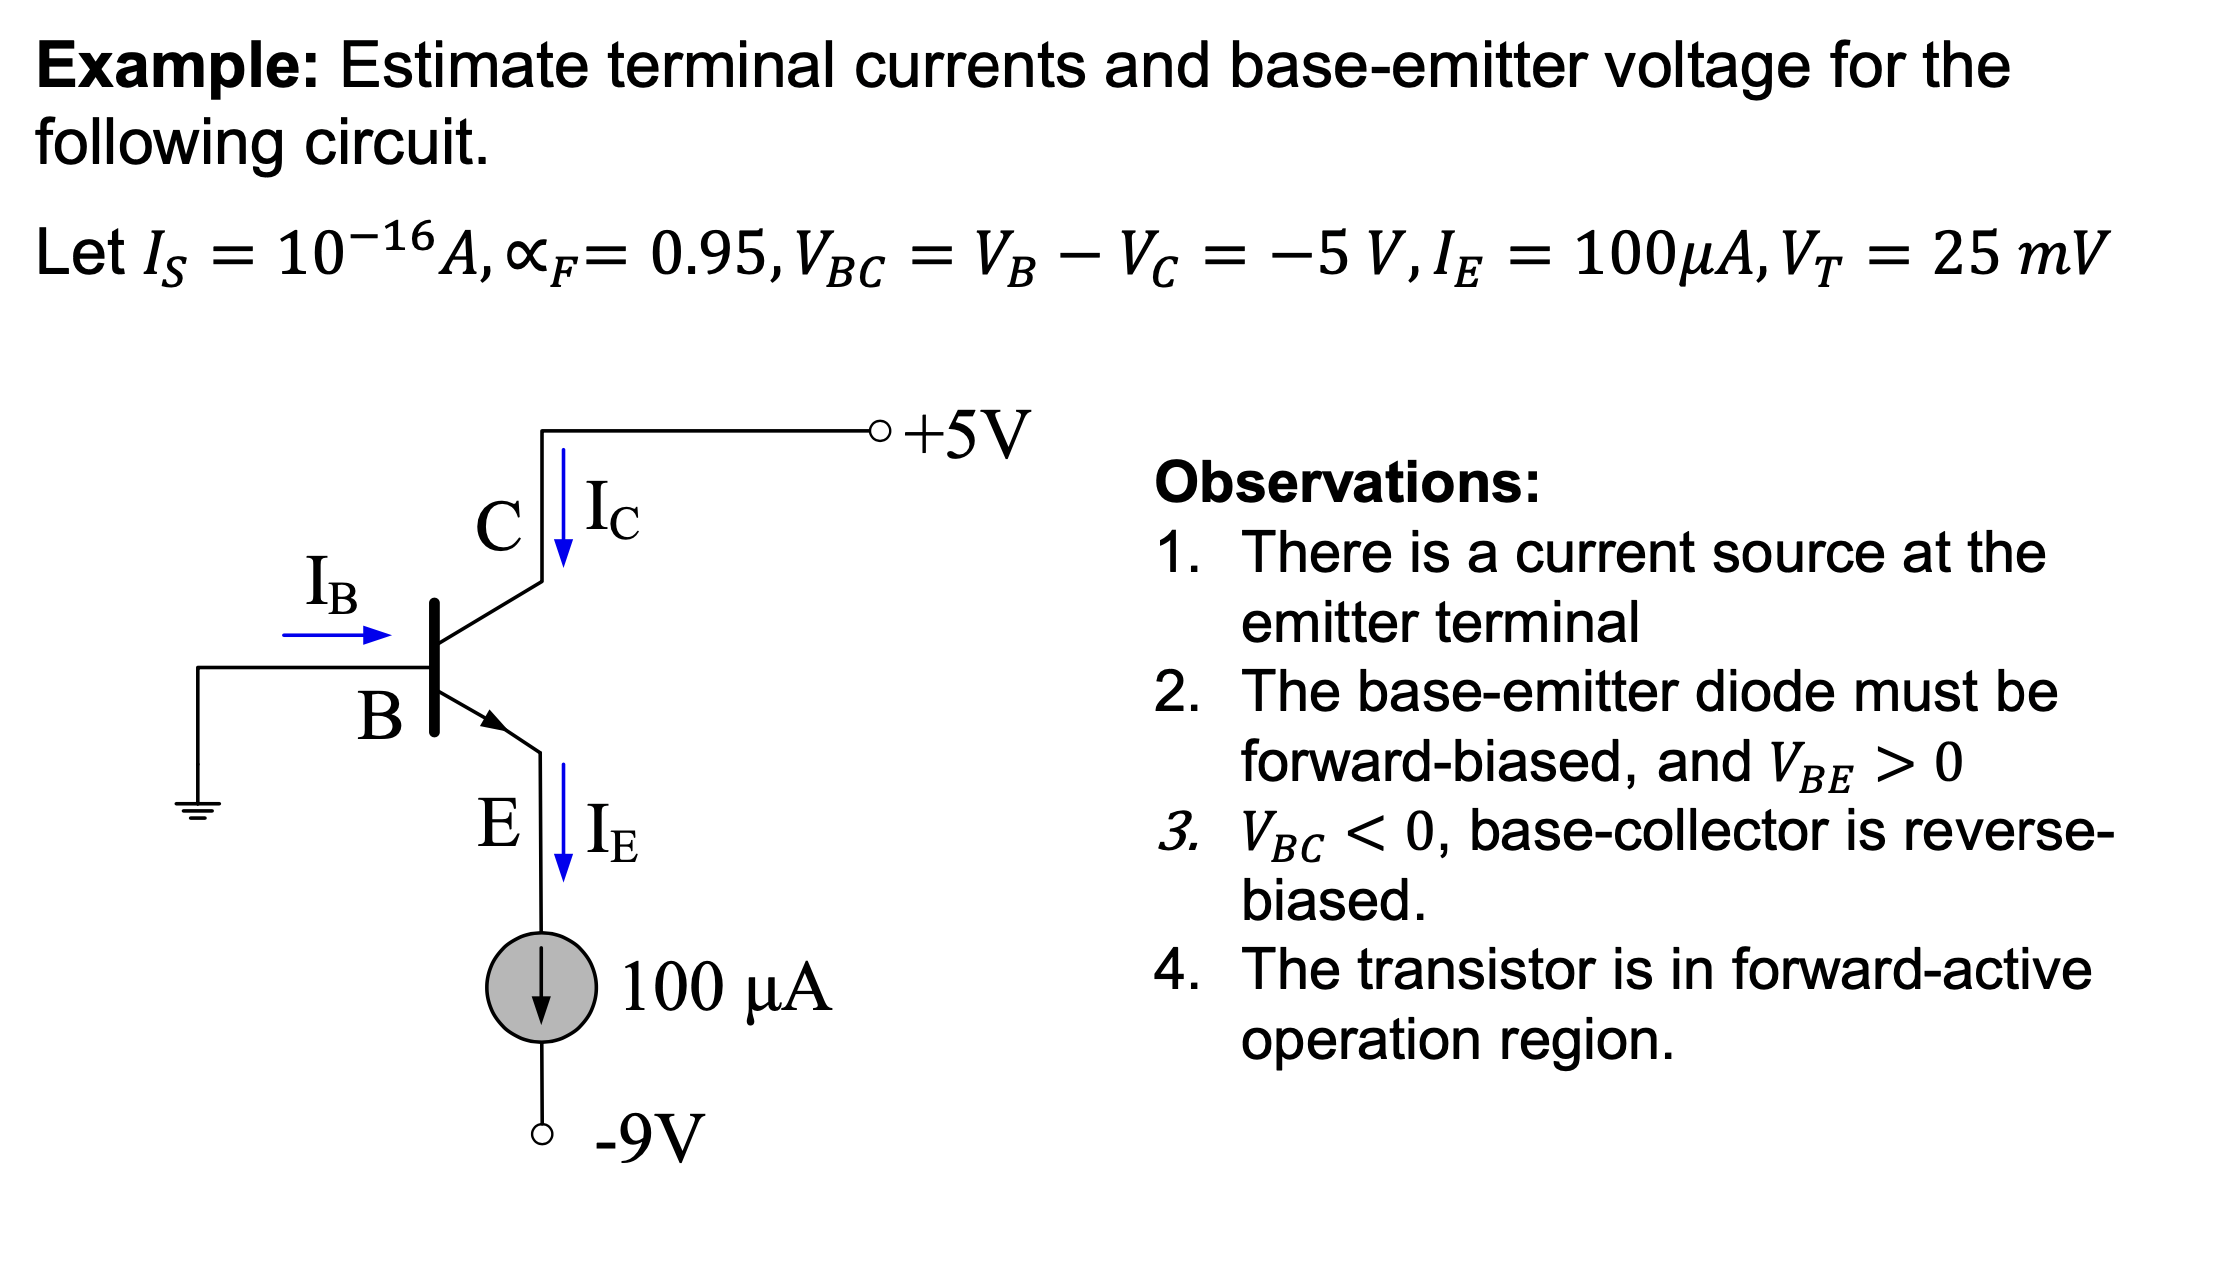 Example: Estimate terminal currents and base-emitter voltage for the
following circuit.
Let I_S = 10^{−16}A, ∝_F= 0.95, V_{BC} = V_B − V_C = −5 V, I_E = 100μA, V_T = 25 mV
+5V
C
I_C
I_B
B
E
I_E
100 μA
-9V
Observations:
1. There is a current source at the
emitter terminal
2. The base-emitter diode must be
forward-biased, and V_{BE} > 0
3. V_{BC} < 0, base-collector is reverse-
biased.
4. The transistor is in forward-active
operation region.